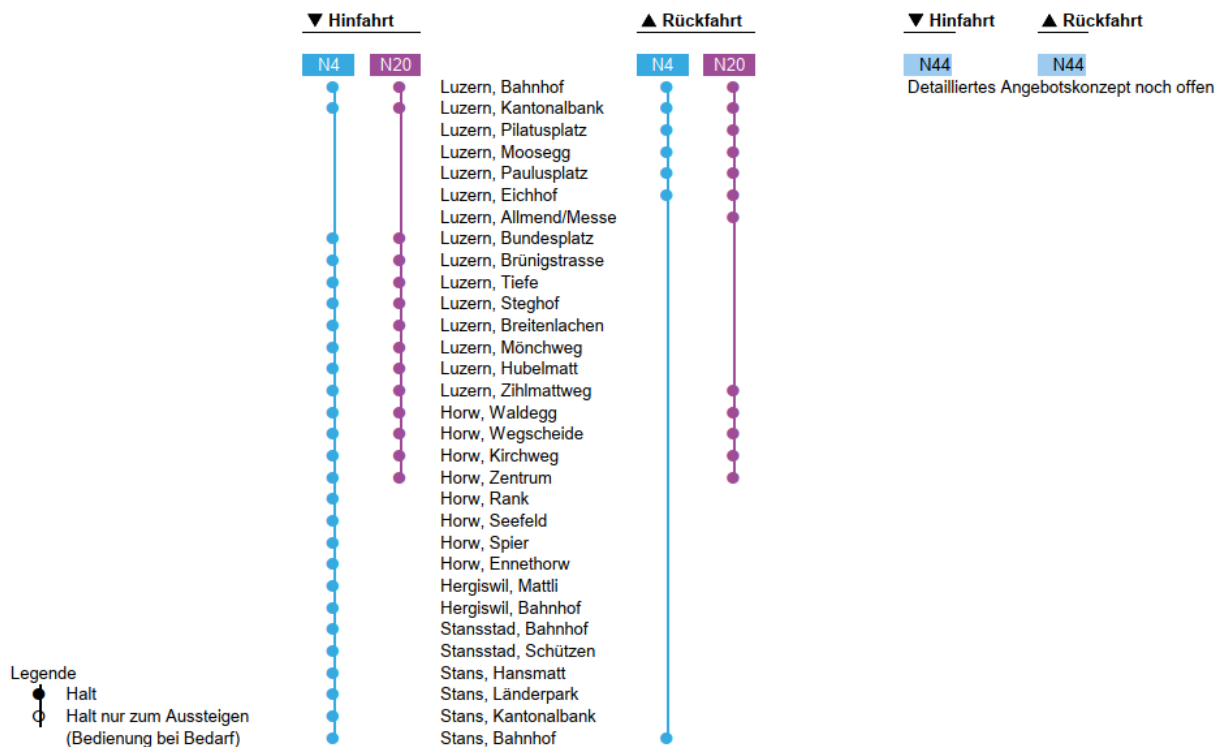 ▼ Hinfahrt ▲ Rückfahrt ▼ Hinfahrt ▲ Rückfahrt
N4 N20 N4 N20 N44 N44
Luzern, Bahnhof Detailliertes Angebotskonzept noch offen
Luzern, Kantonalbank
Luzern, Pilatusplatz
Luzern, Moosegg
Luzern, Paulusplatz
Luzern, Eichhof
Luzern, Allmend/Messe
Luzern, Bundesplatz
Luzern, Brünigstrasse
Luzern, Tiefe
Luzern, Steghof
Luzern, Breitenlachen
Luzern, Mönchweg
Luzern, Hubelmatt
Luzern, Zihlmattweg
Horw, Waldegg
Horw, Wegscheide
Horw, Kirchweg
Horw, Zentrum
Horw, Rank
Horw, Seefeld
Horw, Spier
Horw, Ennethorw
Hergiswil, Mattli
Hergiswil, Bahnhof
Stansstad, Bahnhof
Stansstad, Schützen
Stans, Hansmatt
Stans, Länderpark
Stans, Kantonalbank
Stans, Bahnhof
Legende
Halt
Halt nur zum Aussteigen
(Bedienung bei Bedarf)